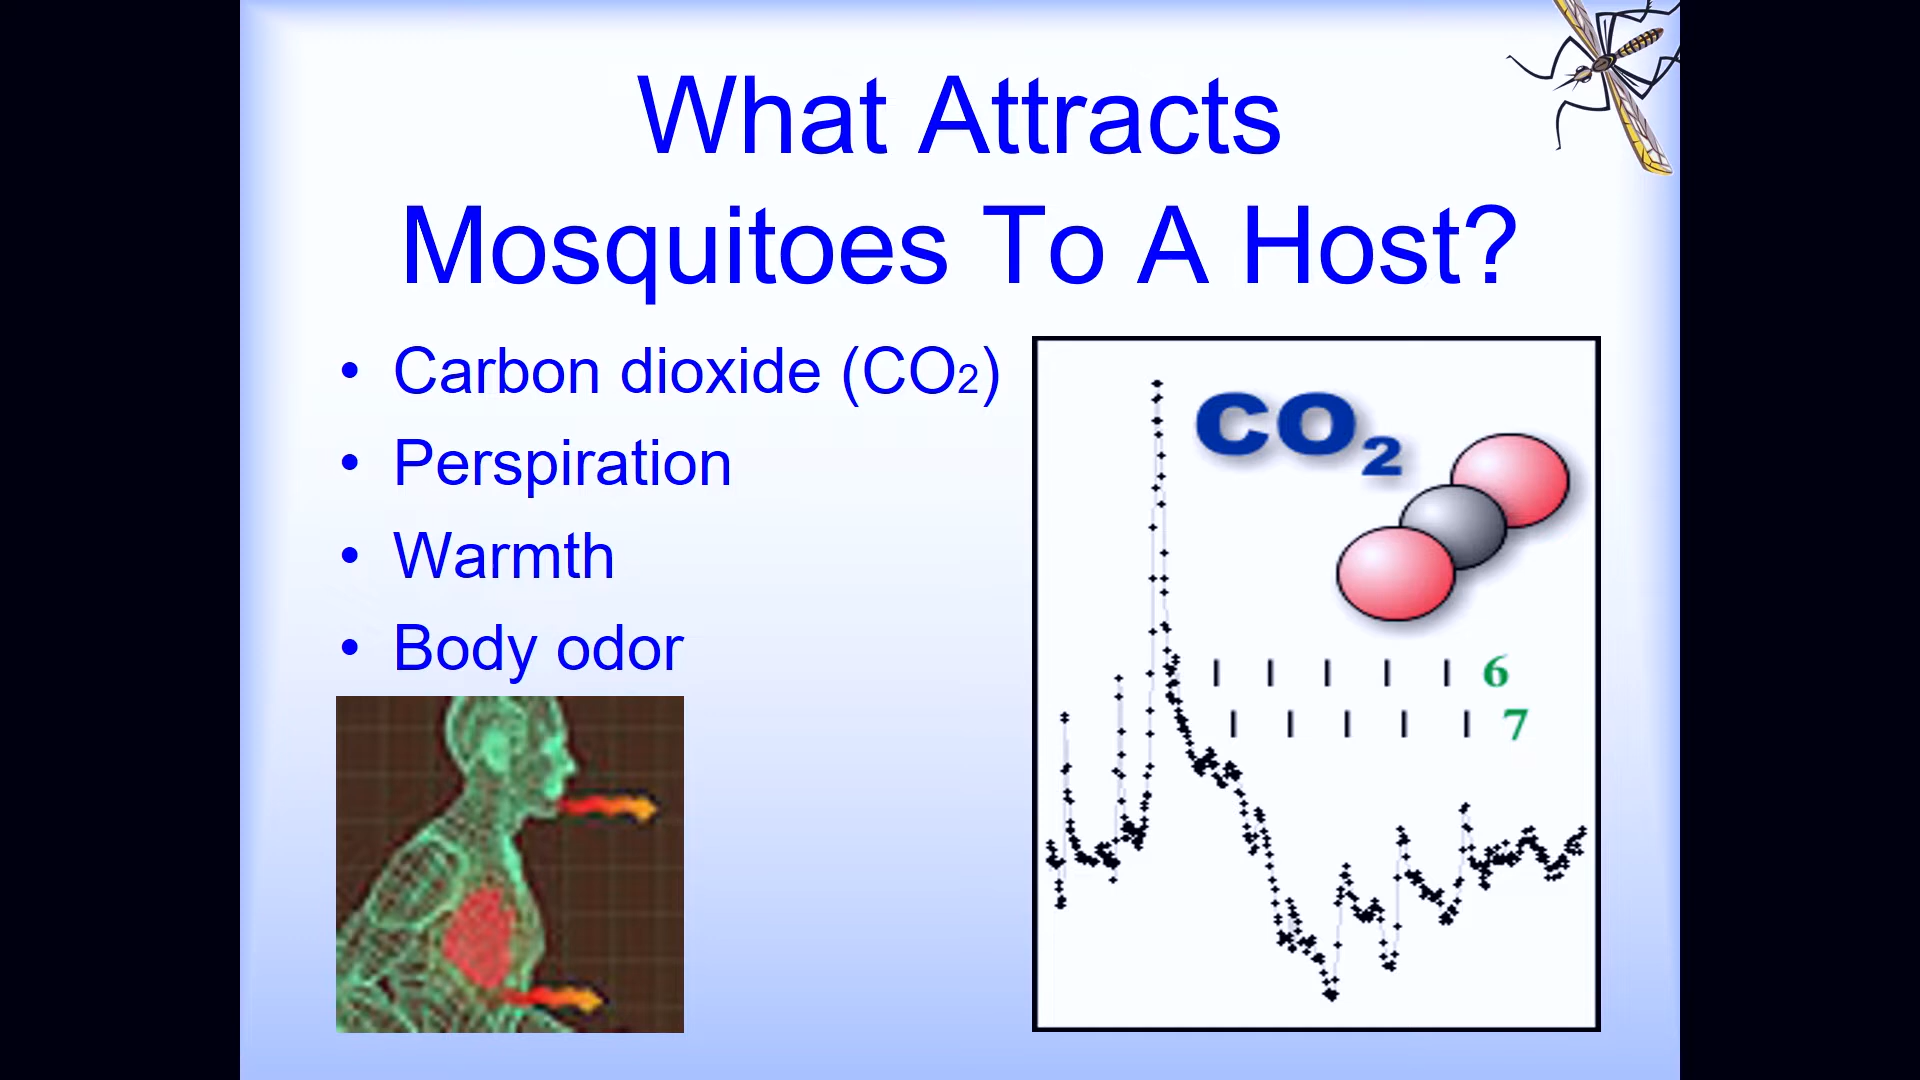 What Attracts
Mosquitoes To A Host?
• Carbon dioxide (CO₂)
• Perspiration
• Warmth
• Body odor
CO₂
6
7